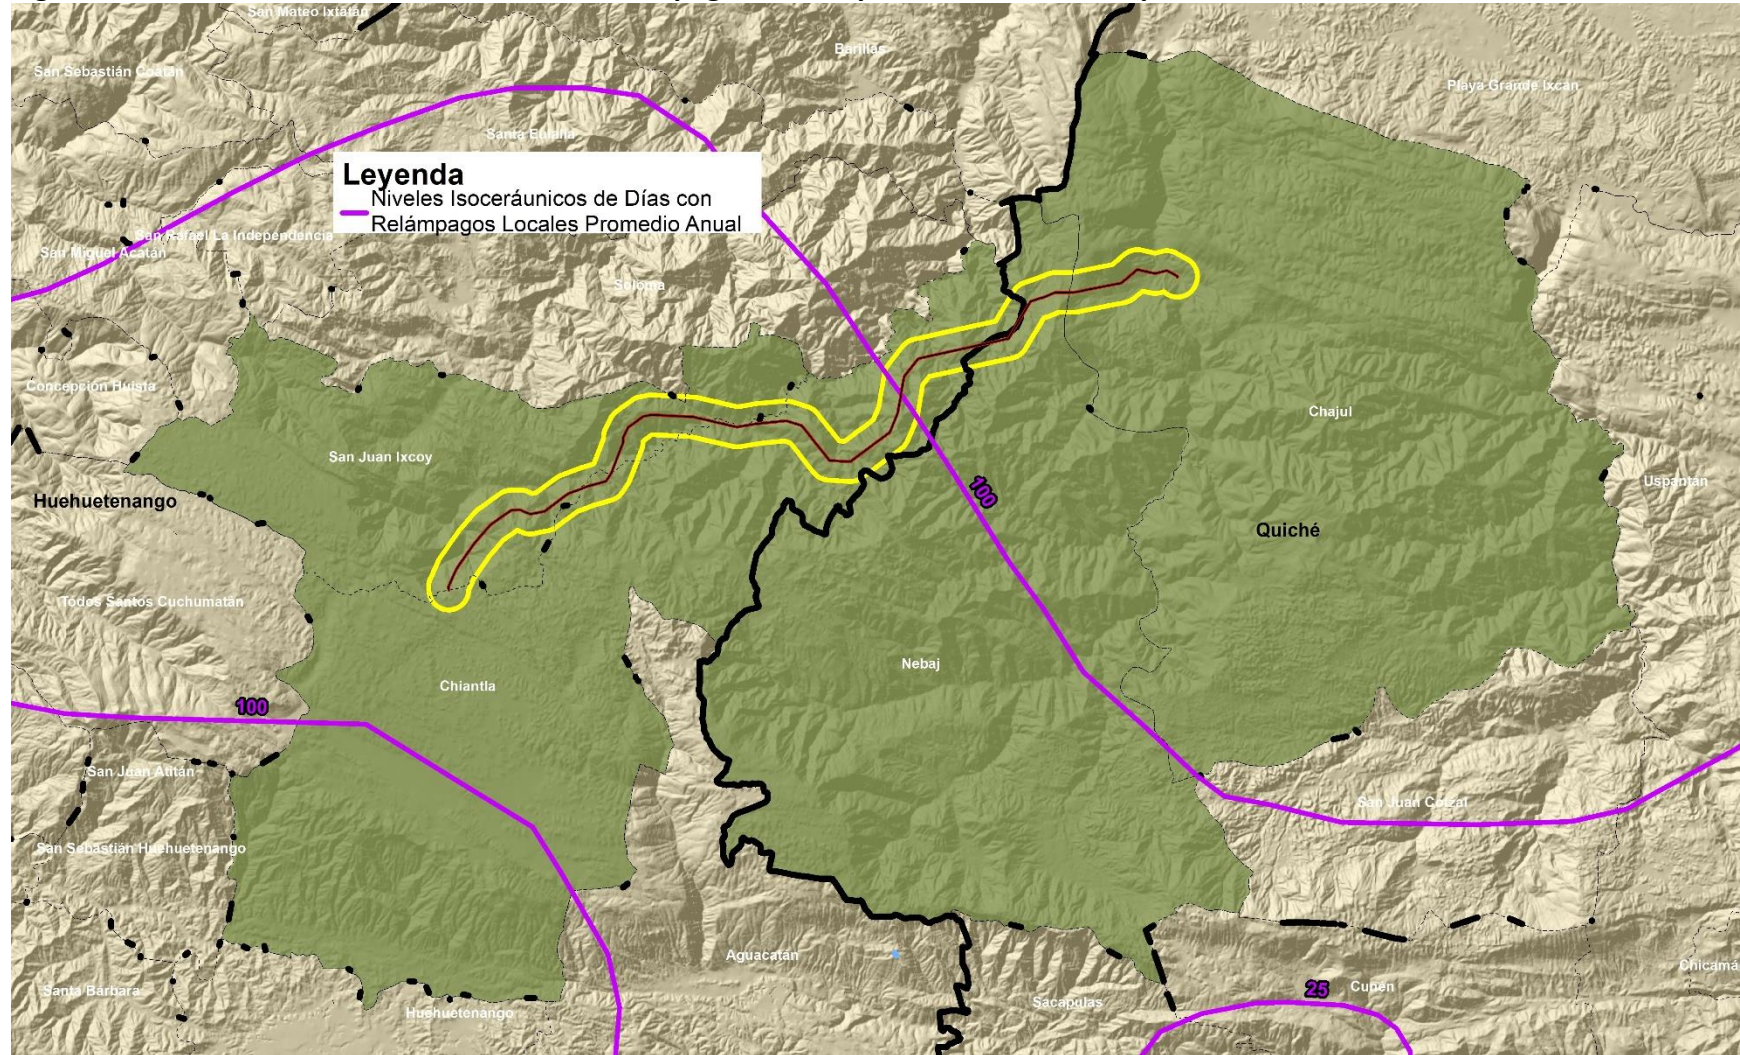 San Mateo Ixtatán
Barillas
San Sebastián Coatán
Playa Grande Ixcán
Santa Eulalia
Leyenda
Niveles Isoceráunicos de Días con
Relámpagos Locales Promedio Anual
San Rafael La Independencia
San Miguel Acatán
Soloma
Concepción Huista
Chajul
San Juan Ixcoy
Uspantán
100
Huehuetenango
Quiché
Todos Santos Cuchumatán
Nebaj
Chiantla
100
San Juan Atitán
San Juan Cotzal
San Sebastián Huehuetenango
Aguacatán
Chicamá
Cunén
25
Santa Bárbara
Sacapulas
Huehuetenango